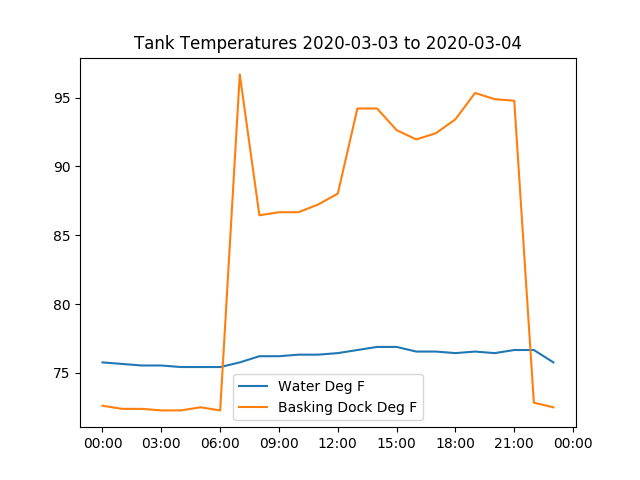 Tank Temperatures 2020-03-03 to 2020-03-04
95
90
85
80
75
Water Deg F
Basking Dock Deg F
00:00 03:00 06:00 09:00 12:00 15:00 18:00 21:00 00:00